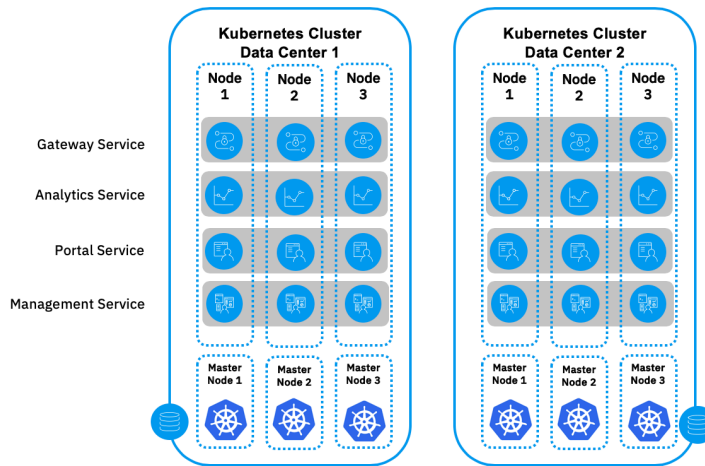 Kubernetes Cluster
Data Center 1
Node
1
Node
2
Node
3
Gateway Service
Analytics Service
Portal Service
Management Service
Master
Node 1
Master
Node 2
Master
Node 3
Kubernetes Cluster
Data Center 2
Node
1
Node
2
Node
3
Master
Node 1
Master
Node 2
Master
Node 3